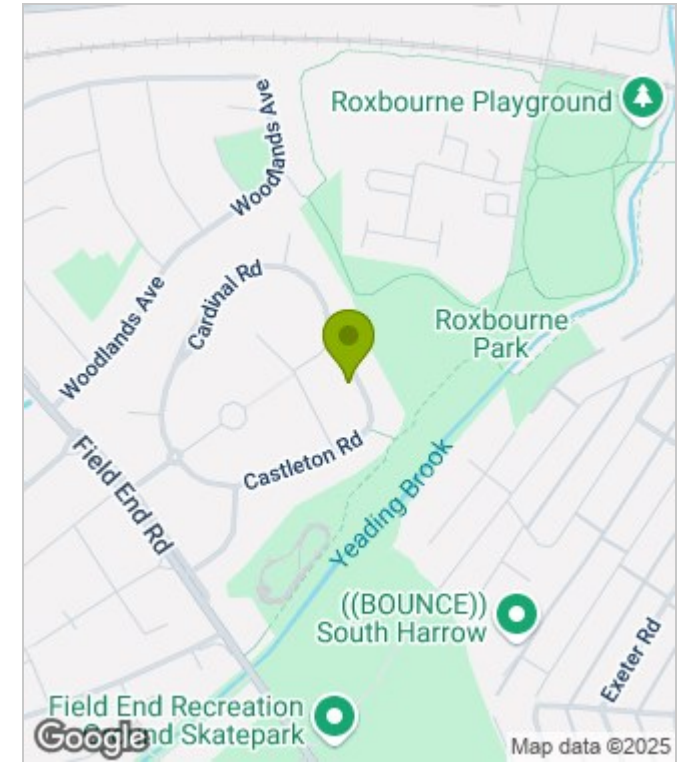 Roxbourne Playground
Woodlands Ave
Cardinal Rd
Woodlands Ave
Roxbourne
Park
Castleton Rd
Field End Rd
Yeading Brook
((BOUNCE))
South Harrow
Exeter Rd
Field End Recreation
and Skatepark
Google
Map data ©2025